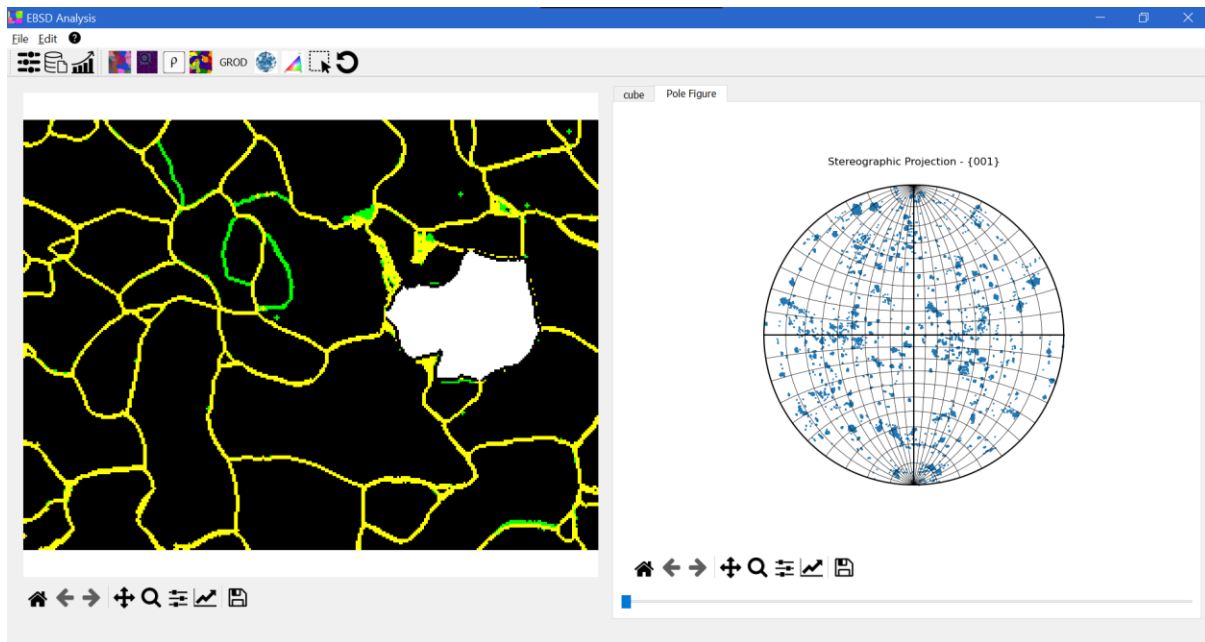 EBSD Analysis
File Edit
ρ GROD
cube Pole Figure
Stereographic Projection - {001}